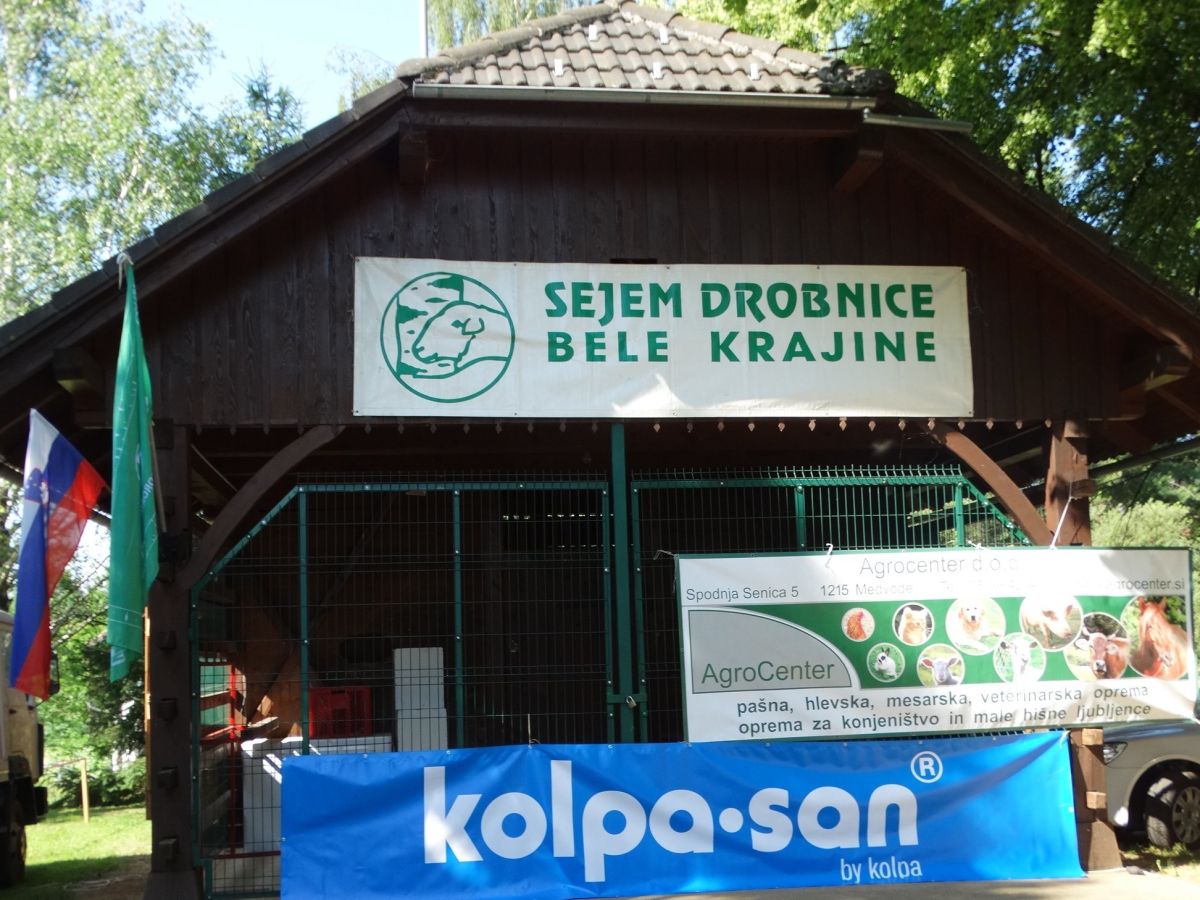 SEJEM DROBNICE
BELE KRAJINE
Agrocenter d.o.o.
Spodnja Senica 5 1215 Medvode
AgroCenter
pašna, hlevska, mesarska, veterinarska oprema
oprema za konjeništvo in male hišne ljubljence
kolpa·san®
by kolpa